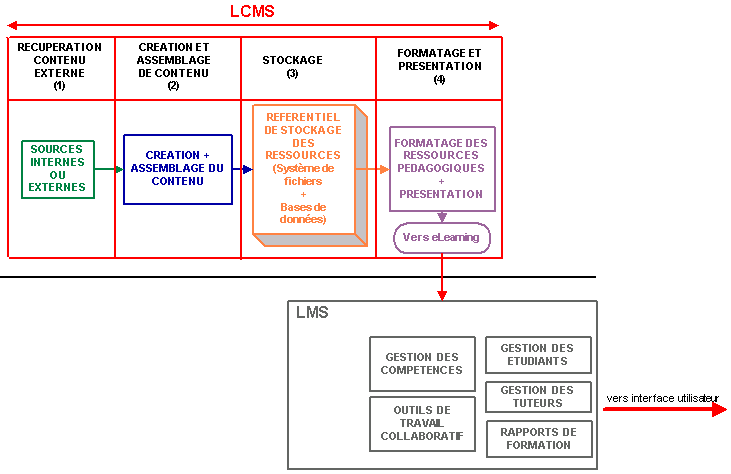 LCMS
RECUPERATION
CONTENU
EXTERNE
(1)
CREATION ET
ASSEMBLAGE
DE CONTENU
(2)
STOCKAGE
(3)
FORMATAGE ET
PRESENTATION
(4)
SOURCES
INTERNES
OU
EXTERNES
CREATION +
ASSEMBLAGE DU
CONTENU
REFERENTIEL
DE STOCKAGE
DES
RESSOURCES
(Système de
fichiers
+
Bases de
données)
FORMATAGE DES
RESSOURCES
PEDAGOGIQUES
+
PRESENTATION
Vers eLearning
LMS
GESTION DES
COMPETENCES
GESTION DES
ETUDIANTS
GESTION DES
TUTEURS
OUTILS DE
TRAVAIL
COLLABORATIF
RAPPORTS DE
FORMATION
vers interface utilisateur